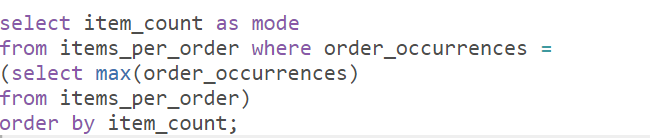 select item_count as mode
from items_per_order where order_occurrences =
(select max(order_occurrences)
from items_per_order)
order by item_count;